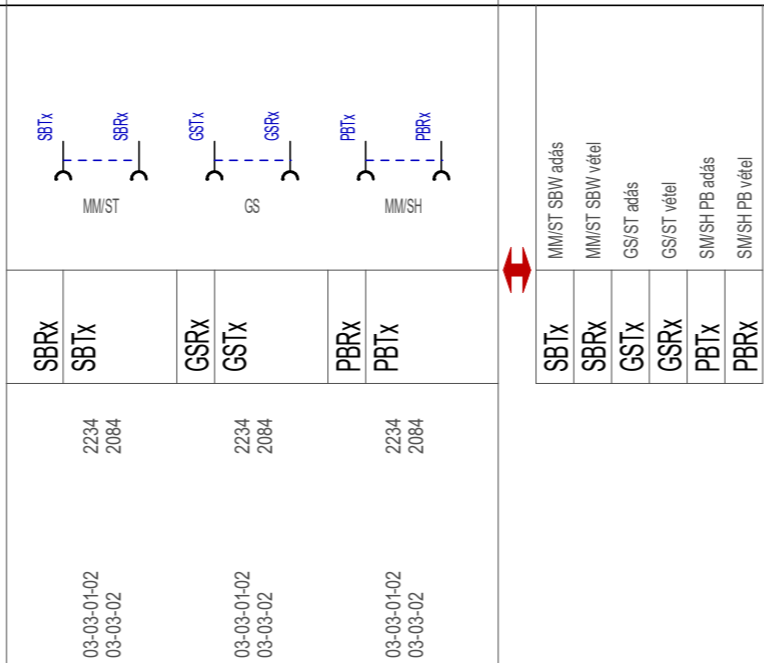 SBTx
SBRx
GSTx
GSRx
PBTx
PBRx
MM/ST
GS
MM/SH
MM/ST SBW adás
MM/ST SBW vétel
GS/ST adás
GS/ST vétel
SM/SH PB adás
SM/SH PB vétel
SBRx
SBTx
GSRx
GSTx
PBRx
PBTx
SBTx
SBRx
GSTx
GSRx
PBTx
PBRx
2234
2084
2234
2084
2234
2084
03-03-01-02
03-03-02
03-03-01-02
03-03-02
03-03-01-02
03-03-02